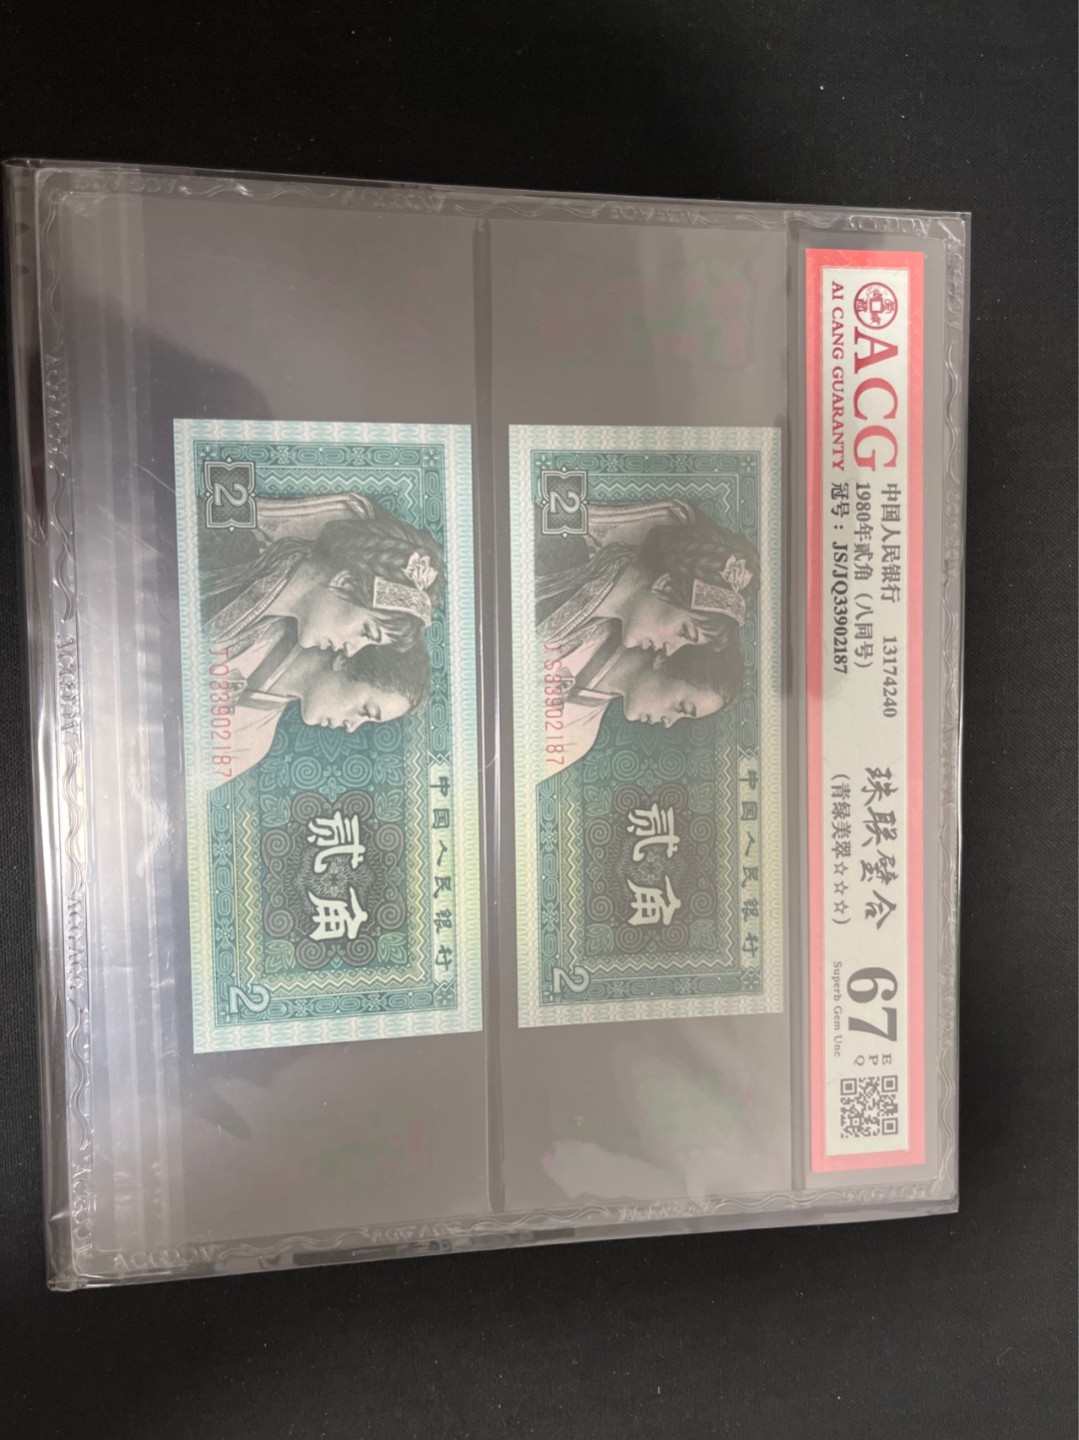 ACG
AI CANG GUARANTY
中国人民银行 13174240
1980年贰角(八同号)
冠号:JS/JQ33902187
珠联璧合
(青绿美翠☆☆☆)
67
EPQ
Superb Gem Unc
中国人民银行
贰角
2
2
JS33902187
中国人民银行
贰角
2
2
JQ33902187